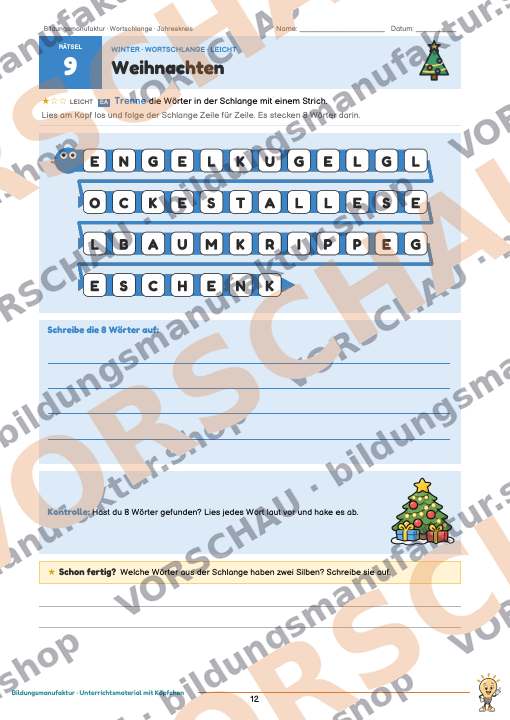 Bildungsmanufaktur · Wortschlange · Jahreskreis Name: Datum:
RÄTSEL
9
WINTER · WORTSCHLANGE · LEICHT
Weihnachten
LEICHT EA Trenne die Wörter in der Schlange mit einem Strich.
Lies am Kopf los und folge der Schlange Zeile für Zeile. Es stecken 8 Wörter darin.
E N G E L K U G E L G L
O C K E S T A L L E S E
L B A U M K R I P P E G
E S C H E N K
Schreibe die 8 Wörter auf:
Kontrolle: Hast du 8 Wörter gefunden? Lies jedes Wort laut vor und hake es ab.
★ Schon fertig? Welche Wörter aus der Schlange haben zwei Silben? Schreibe sie auf.
Bildungsmanufaktur · Unterrichtsmaterial mit Köpfchen
12
VORSCHAU · bildungsmanufaktur.shop